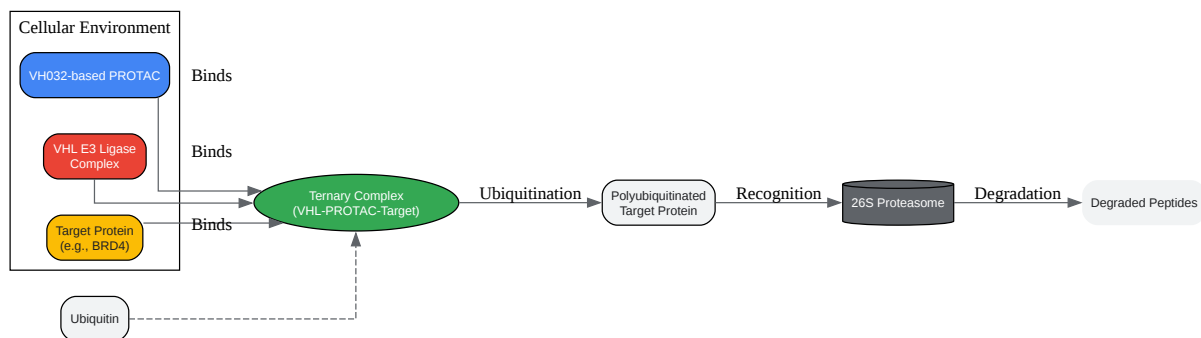 Cellular Environment
VH032-based PROTAC
Binds
VHL E3 Ligase
Complex
Binds
Target Protein
(e.g., BRD4)
Binds
Ubiquitin
Ternary Complex
(VHL-PROTAC-Target)
Ubiquitination
Polyubiquitinated
Target Protein
Recognition
26S Proteasome
Degradation
Degraded Peptides